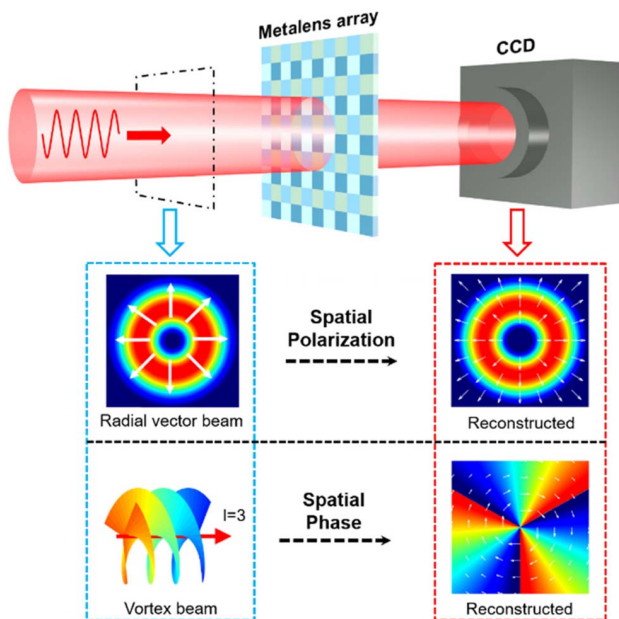 Metalens array
CCD
Spatial
Polarization
Radial vector beam
Reconstructed
l=3
Spatial
Phase
Vortex beam
Reconstructed